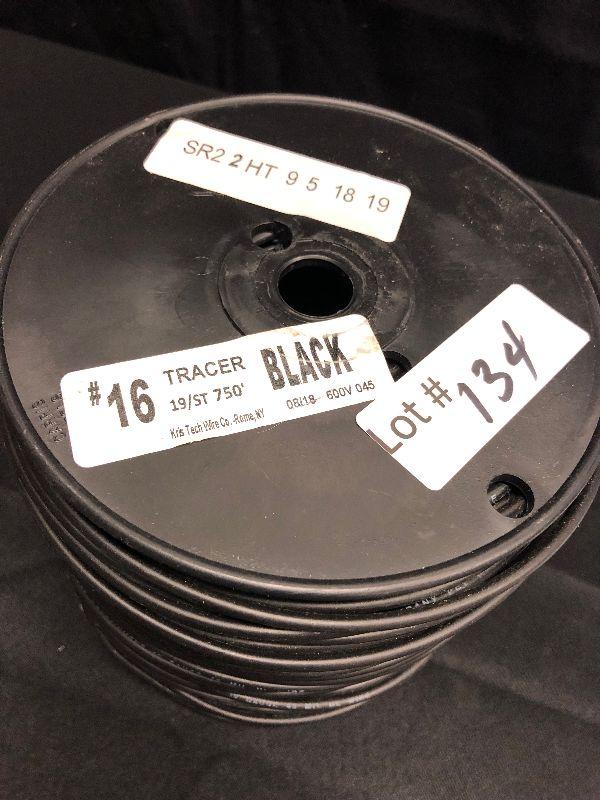 SR2 2 HT 9 5 18 19
#16 TRACER BLACK
19/ST 750' 08/18- 600V 045
Kris Tech Wire Co.-Rome, NY
Lot # 134